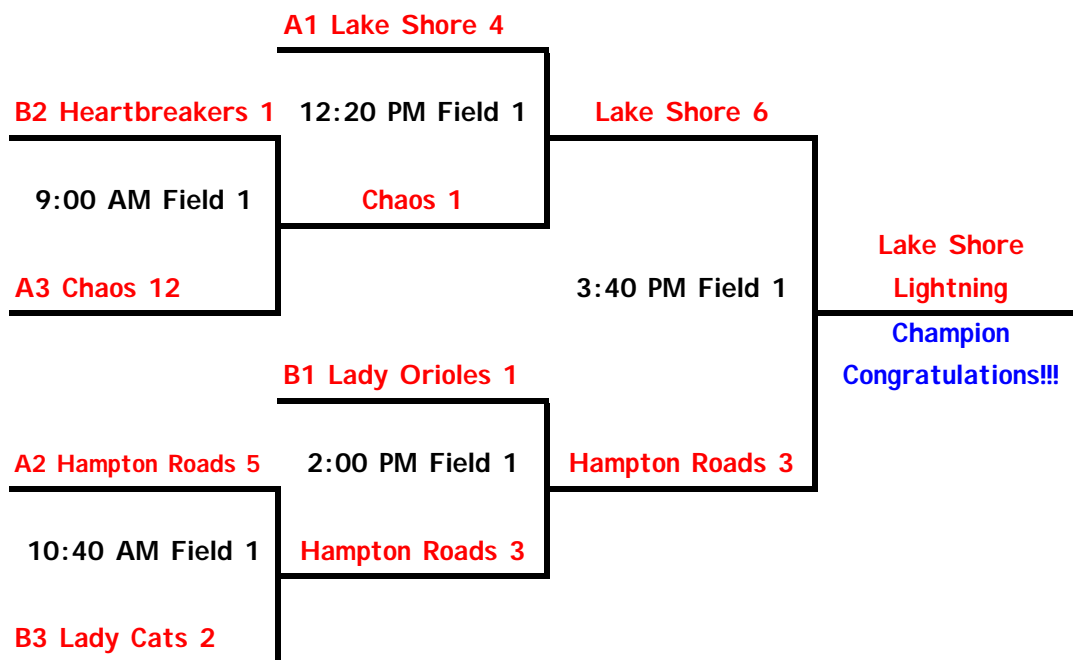 A1 Lake Shore 4
B2 Heartbreakers 1
12:20 PM Field 1
Lake Shore 6
9:00 AM Field 1
Chaos 1
Lake Shore
Lightning
A3 Chaos 12
3:40 PM Field 1
Champion
Congratulations!!!
B1 Lady Orioles 1
A2 Hampton Roads 5
2:00 PM Field 1
Hampton Roads 3
10:40 AM Field 1
Hampton Roads 3
B3 Lady Cats 2